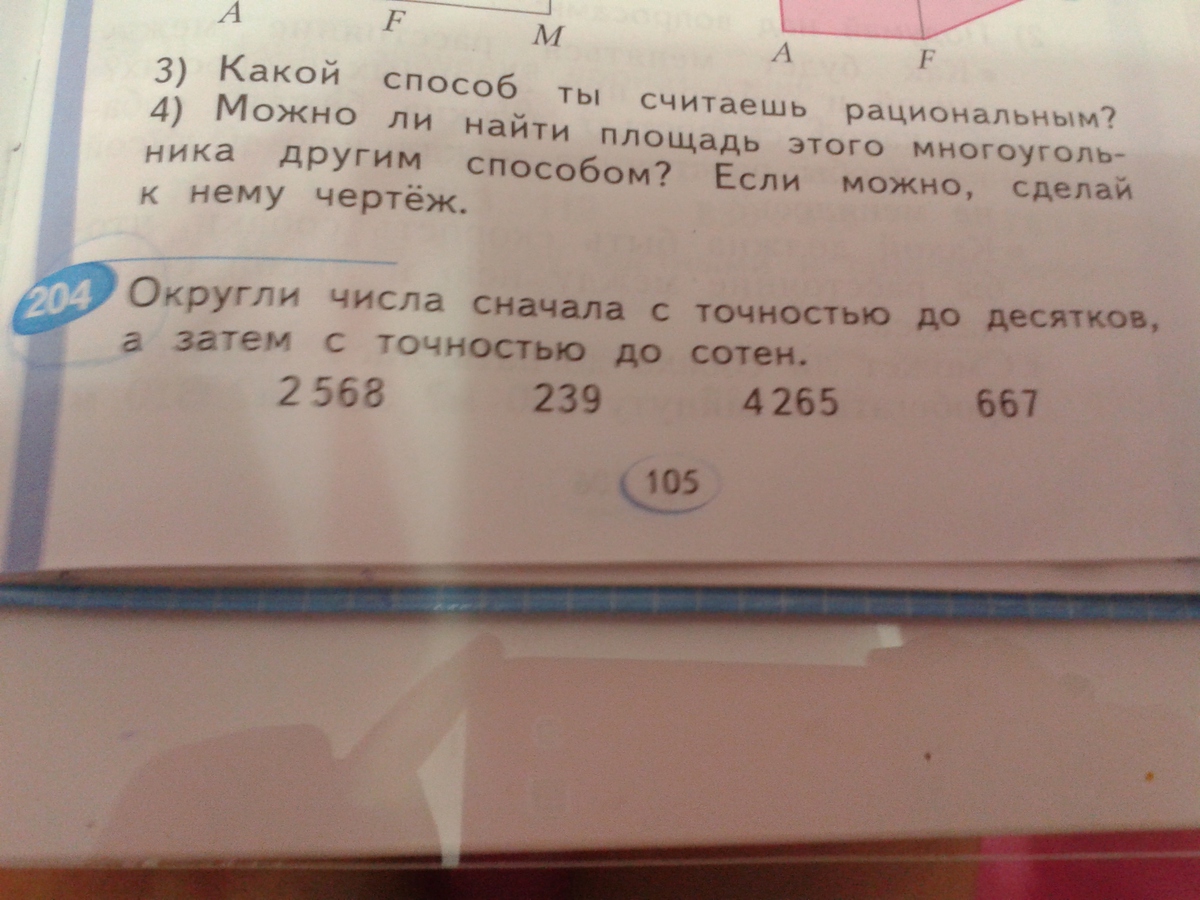 A F M A F
3) Какой способ ты считаешь рациональным?
4) Можно ли найти площадь этого многоуголь-
ника другим способом? Если можно, сделай
к нему чертёж.
204 Округли числа сначала с точностью до десятков,
а затем с точностью до сотен.
2 568 239 4 265 667
105